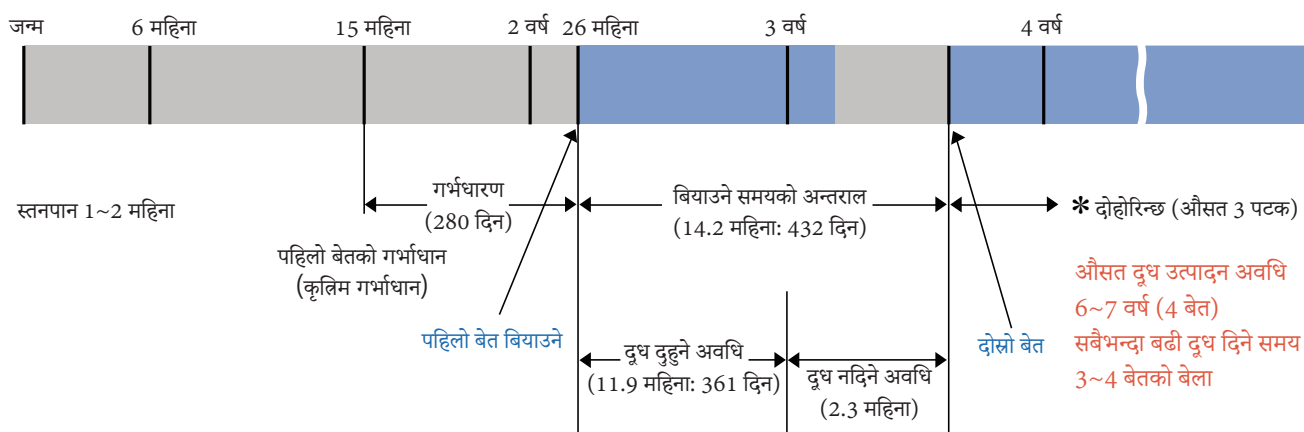 जन्म
6 महिना
15 महिना
2 वर्ष
26 महिना
3 वर्ष
4 वर्ष
स्तनपान 1~2 महिना
गर्भधारण
(280 दिन)
बियाउने समयको अन्तराल
(14.2 महिना: 432 दिन)
* दोहोरिन्छ (औसत 3 पटक)
पहिलो बेतको गर्भाधान
(कृत्रिम गर्भाधान)
पहिलो बेत बियाउने
दोस्रो बेत
औसत दूध उत्पादन अवधि
6~7 वर्ष (4 बेत)
सबैभन्दा बढी दूध दिने समय
3~4 बेतको बेला
दूध दुहुने अवधि
(11.9 महिना: 361 दिन)
दूध नदिने अवधि
(2.3 महिना)